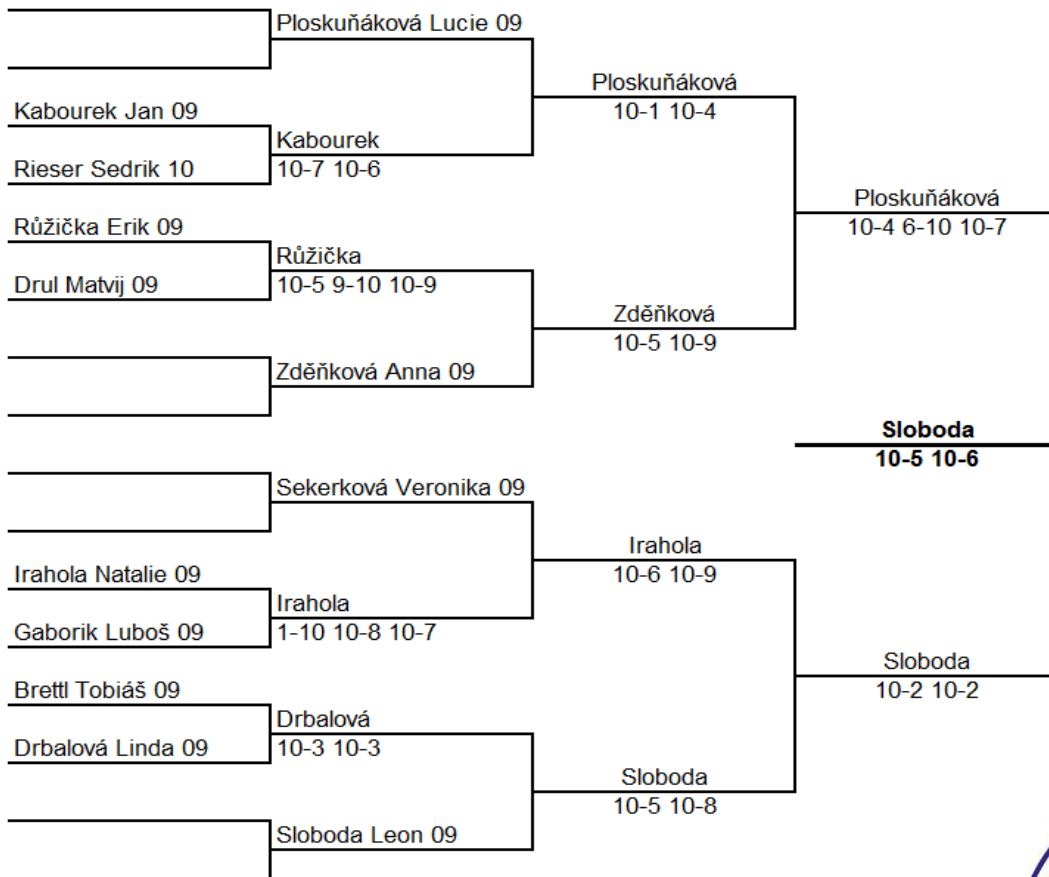 Ploskuňáková Lucie 09
Ploskuňáková
10-1 10-4
Kabourek Jan 09
Kabourek
10-7 10-6
Rieser Sedrik 10
Ploskuňáková
10-4 6-10 10-7
Růžička Erik 09
Růžička
10-5 9-10 10-9
Drul Matvij 09
Zděňková
10-5 10-9
Zděňková Anna 09
Sloboda
10-5 10-6
Sekerková Veronika 09
Irahola
10-6 10-9
Irahola Natalie 09
Irahola
1-10 10-8 10-7
Gaborik Luboš 09
Sloboda
10-2 10-2
Brettl Tobiáš 09
Drbalová
10-3 10-3
Drbalová Linda 09
Sloboda
10-5 10-8
Sloboda Leon 09